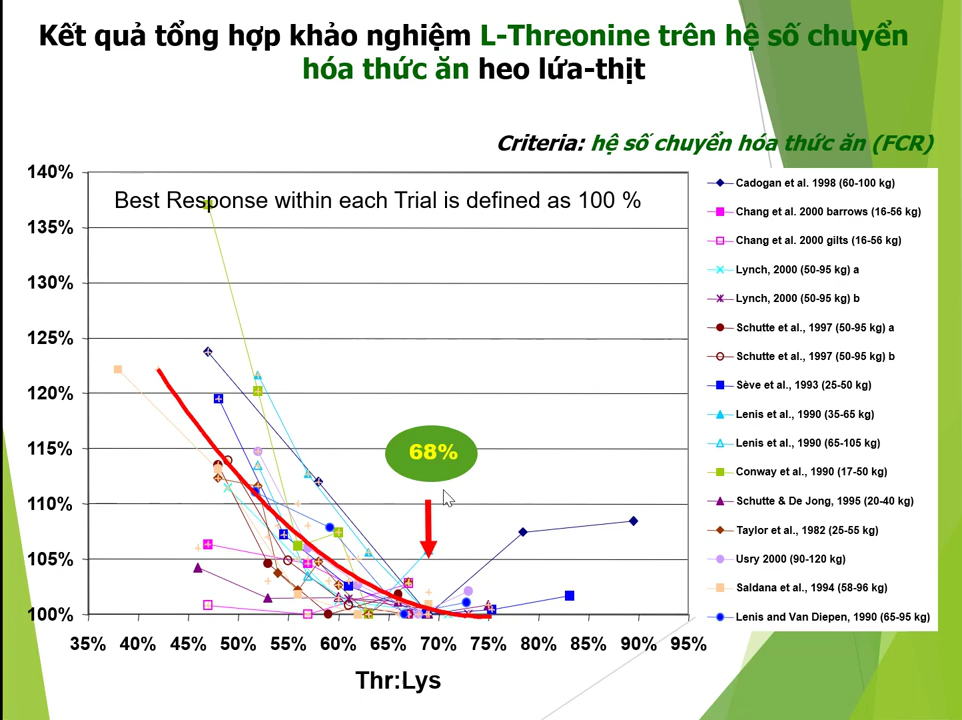 Kết quả tổng hợp khảo nghiệm L-Threonine trên hệ số chuyển
hóa thức ăn heo lứa-thịt
Criteria: hệ số chuyển hóa thức ăn (FCR)
Best Response within each Trial is defined as 100 %
140%
135%
130%
125%
120%
115%
110%
105%
100%
68%
35% 40% 45% 50% 55% 60% 65% 70% 75% 80% 85% 90% 95%
Thr:Lys
Cadogan et al. 1998 (60-100 kg)
Chang et al. 2000 barrows (16-56 kg)
Chang et al. 2000 gilts (16-56 kg)
Lynch, 2000 (50-95 kg) a
Lynch, 2000 (50-95 kg) b
Schutte et al., 1997 (50-95 kg) a
Schutte et al., 1997 (50-95 kg) b
Sève et al., 1993 (25-50 kg)
Lenis et al., 1990 (35-65 kg)
Lenis et al., 1990 (65-105 kg)
Conway et al., 1990 (17-50 kg)
Schutte & De Jong, 1995 (20-40 kg)
Taylor et al., 1982 (25-55 kg)
Usry 2000 (90-120 kg)
Saldana et al., 1994 (58-96 kg)
Lenis and Van Diepen, 1990 (65-95 kg)